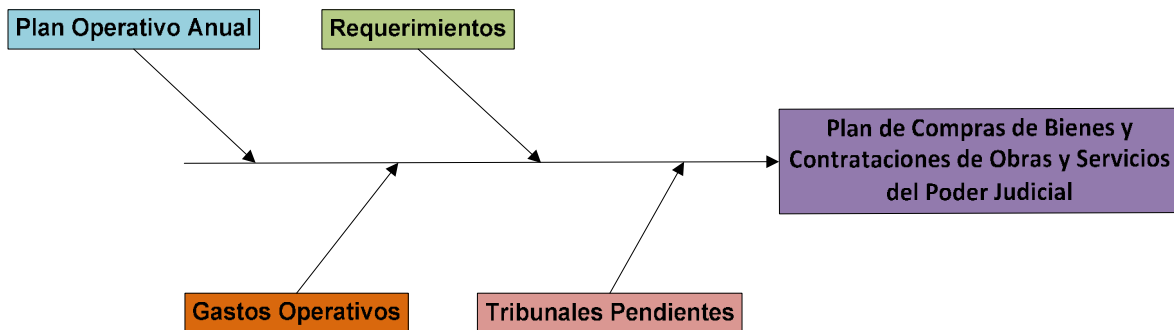 Plan Operativo Anual
Requerimientos
Plan de Compras de Bienes y
Contrataciones de Obras y Servicios
del Poder Judicial
Gastos Operativos
Tribunales Pendientes